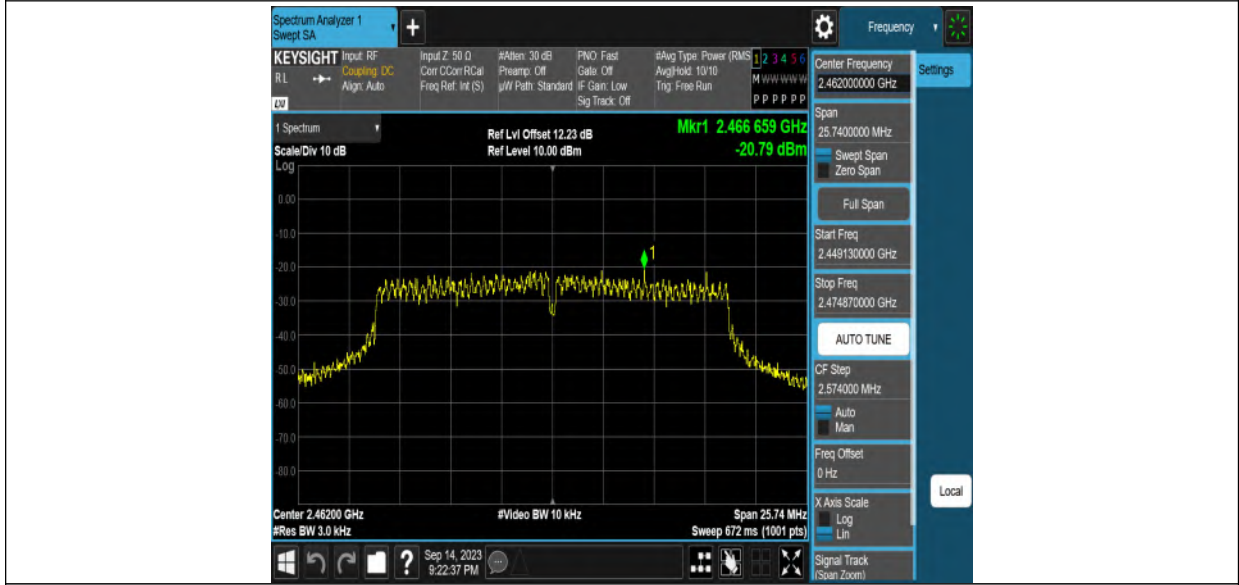 Spectrum Analyzer 1
Swept SA
+
Frequency
KEYSIGHT
RL
LXI
Input: RF
Coupling: DC
Align: Auto
Input Z: 50 Ω
Corr CCorr RCal
Freq Ref: Int (S)
#Atten: 30 dB
Preamp: Off
µW Path: Standard
PNO: Fast
Gate: Off
IF Gain: Low
Sig Track: Off
#Avg Type: Power (RMS
Avg|Hold: 10/10
Trig: Free Run
1 2 3 4 5 6
M W W W W W
P P P P P P
1 Spectrum
Scale/Div 10 dB
Log
Ref Lvl Offset 12.23 dB
Ref Level 10.00 dBm
Mkr1 2.466 659 GHz
-20.79 dBm
0.00
-10.0
-20.0
-30.0
-40.0
-50.0
-60.0
-70.0
-80.0
1
Center 2.46200 GHz
#Res BW 3.0 kHz
#Video BW 10 kHz
Span 25.74 MHz
Sweep 672 ms (1001 pts)
?
Sep 14, 2023
9:22:37 PM
Center Frequency
2.462000000 GHz
Settings
Span
25.7400000 MHz
Swept Span
Zero Span
Full Span
Start Freq
2.449130000 GHz
Stop Freq
2.474870000 GHz
AUTO TUNE
CF Step
2.574000 MHz
Auto
Man
Freq Offset
0 Hz
X Axis Scale
Log
Lin
Local
Signal Track
(Span Zoom)